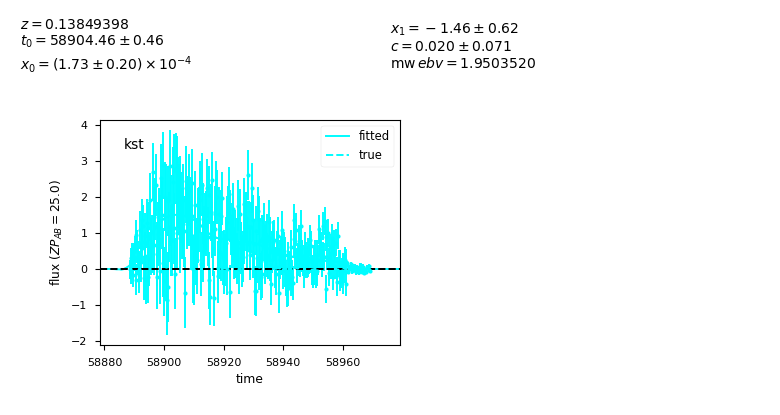 z = 0.13849398
t₀ = 58904.46 ± 0.46
x₀ = (1.73 ± 0.20) × 10⁻⁴
x₁ = −1.46 ± 0.62
c = 0.020 ± 0.071
mw ebv = 1.9503520
kst
fitted
true
4
3
2
1
0
−1
−2
flux (ZP_AB = 25.0)
58880 58900 58920 58940 58960
time